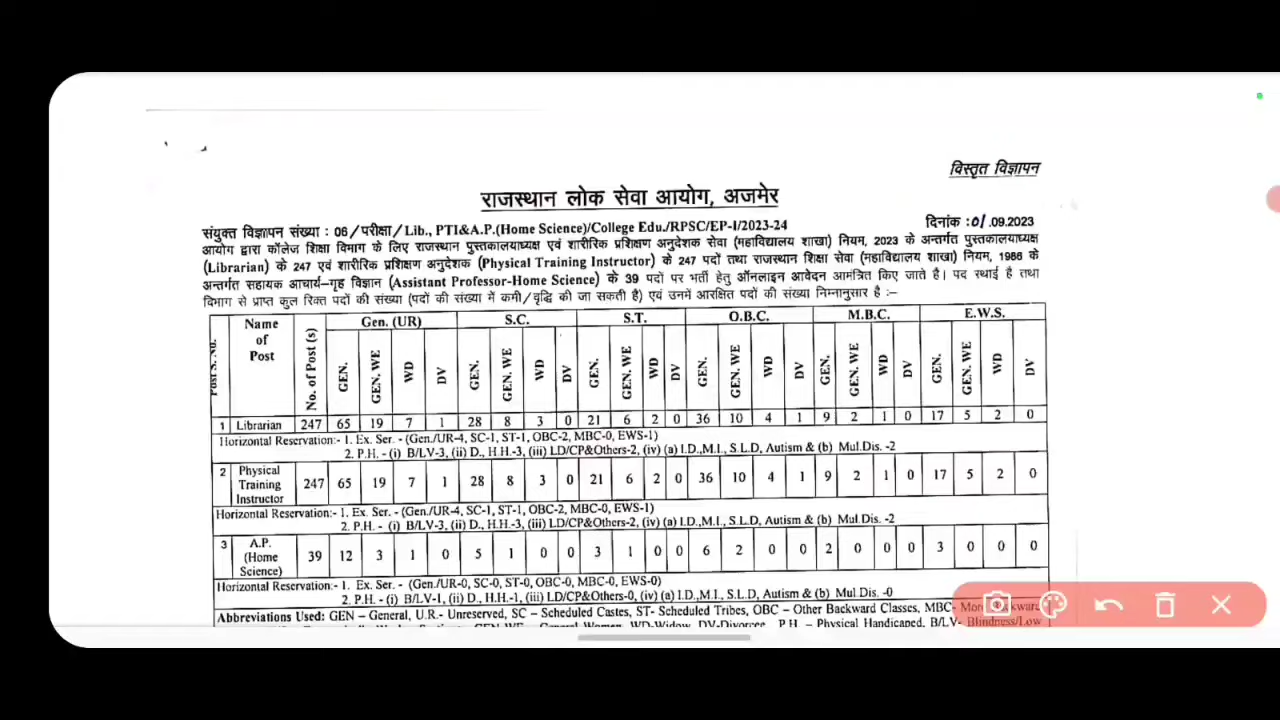 विस्तृत विज्ञापन
राजस्थान लोक सेवा आयोग, अजमेर
संयुक्त विज्ञापन संख्या : 06/परीक्षा/Lib., PTI&A.P.(Home Science)/College Edu./RPSC/EP-I/2023-24 दिनांक :01.09.2023
आयोग द्वारा कॉलेज शिक्षा विभाग के लिए राजस्थान पुस्तकालयाध्यक्ष एवं शारीरिक प्रशिक्षण अनुदेशक सेवा (महाविद्यालय शाखा) नियम, 2023 के अन्तर्गत पुस्तकालयाध्यक्ष
(Librarian) के 247 एवं शारीरिक प्रशिक्षण अनुदेशक (Physical Training Instructor) के 247 पदों तथा राजस्थान शिक्षा सेवा (महाविद्यालय शाखा) नियम, 1986 के
अन्तर्गत सहायक आचार्य–गृह विज्ञान (Assistant Professor-Home Science) के 39 पदों पर भर्ती हेतु ऑनलाइन आवेदन आमंत्रित किए जाते है। पद स्थाई है तथा
विभाग से प्राप्त कुल रिक्त पदों की संख्या (पदों की संख्या में कमी/वृद्धि की जा सकती है) एवं उनमें आरक्षित पदों की संख्या निम्नानुसार है :–
Post S. No. Name of Post No. of Post (s) Gen. (UR) S.C. S.T. O.B.C. M.B.C. E.W.S.
GEN. GEN. WE WD DV GEN. GEN. WE WD DV GEN. GEN. WE WD DV GEN. GEN. WE WD DV GEN. GEN. WE WD DV GEN. GEN. WE WD DV
1 Librarian 247 65 19 7 1 28 8 3 0 21 6 2 0 36 10 4 1 9 2 1 0 17 5 2 0
Horizontal Reservation:- 1. Ex. Ser. - (Gen./UR-4, SC-1, ST-1, OBC-2, MBC-0, EWS-1)
2. P.H. - (i) B/LV-3, (ii) D., H.H.-3, (iii) LD/CP&Others-2, (iv) (a) I.D.,M.I., S.L.D, Autism & (b) Mul.Dis. -2
2 Physical Training Instructor 247 65 19 7 1 28 8 3 0 21 6 2 0 36 10 4 1 9 2 1 0 17 5 2 0
Horizontal Reservation:- 1. Ex. Ser. - (Gen./UR-4, SC-1, ST-1, OBC-2, MBC-0, EWS-1)
2. P.H. - (i) B/LV-3, (ii) D., H.H.-3, (iii) LD/CP&Others-2, (iv) (a) I.D.,M.I., S.L.D, Autism & (b) Mul.Dis. -2
3 A.P. (Home Science) 39 12 3 1 0 5 1 0 0 3 1 0 0 6 2 0 0 2 0 0 0 3 0 0 0
Horizontal Reservation:- 1. Ex. Ser. - (Gen./UR-0, SC-0, ST-0, OBC-0, MBC-0, EWS-0)
2. P.H. - (i) B/LV-1, (ii) D., H.H.-1, (iii) LD/CP&Others-0, (iv) (a) I.D.,M.I., S.L.D, Autism & (b) Mul.Dis. -0
Abbreviations Used: GEN – General, U.R.- Unreserved, SC – Scheduled Castes, ST- Scheduled Tribes, OBC – Other Backward Classes, MBC- More Backward
WD-Widow, DV-Divorcee, P.H. – Physical Handicaped, B/LV- Blindness/Low